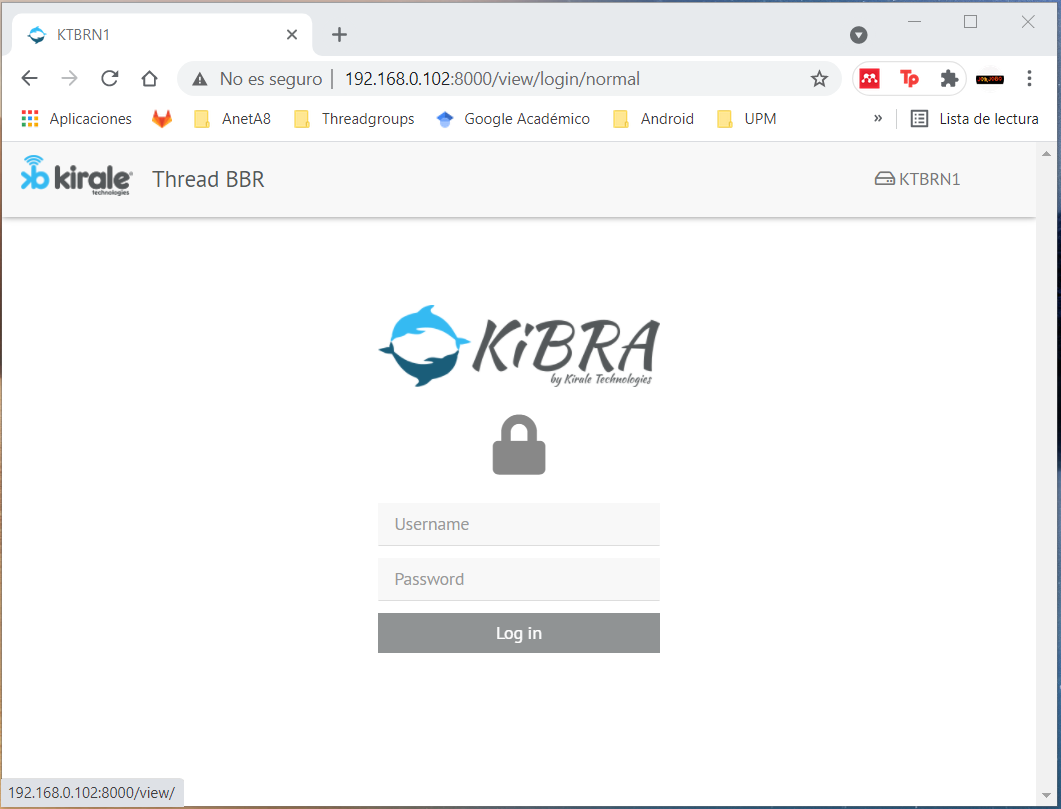 KTBRN1
No es seguro | 192.168.0.102:8000/view/login/normal
Aplicaciones AnetA8 Threadgroups Google Académico Android UPM » Lista de lectura
kirale technologies Thread BBR KTBRN1
KiBRA
by Kirale Technologies
Username
Password
Log in
192.168.0.102:8000/view/